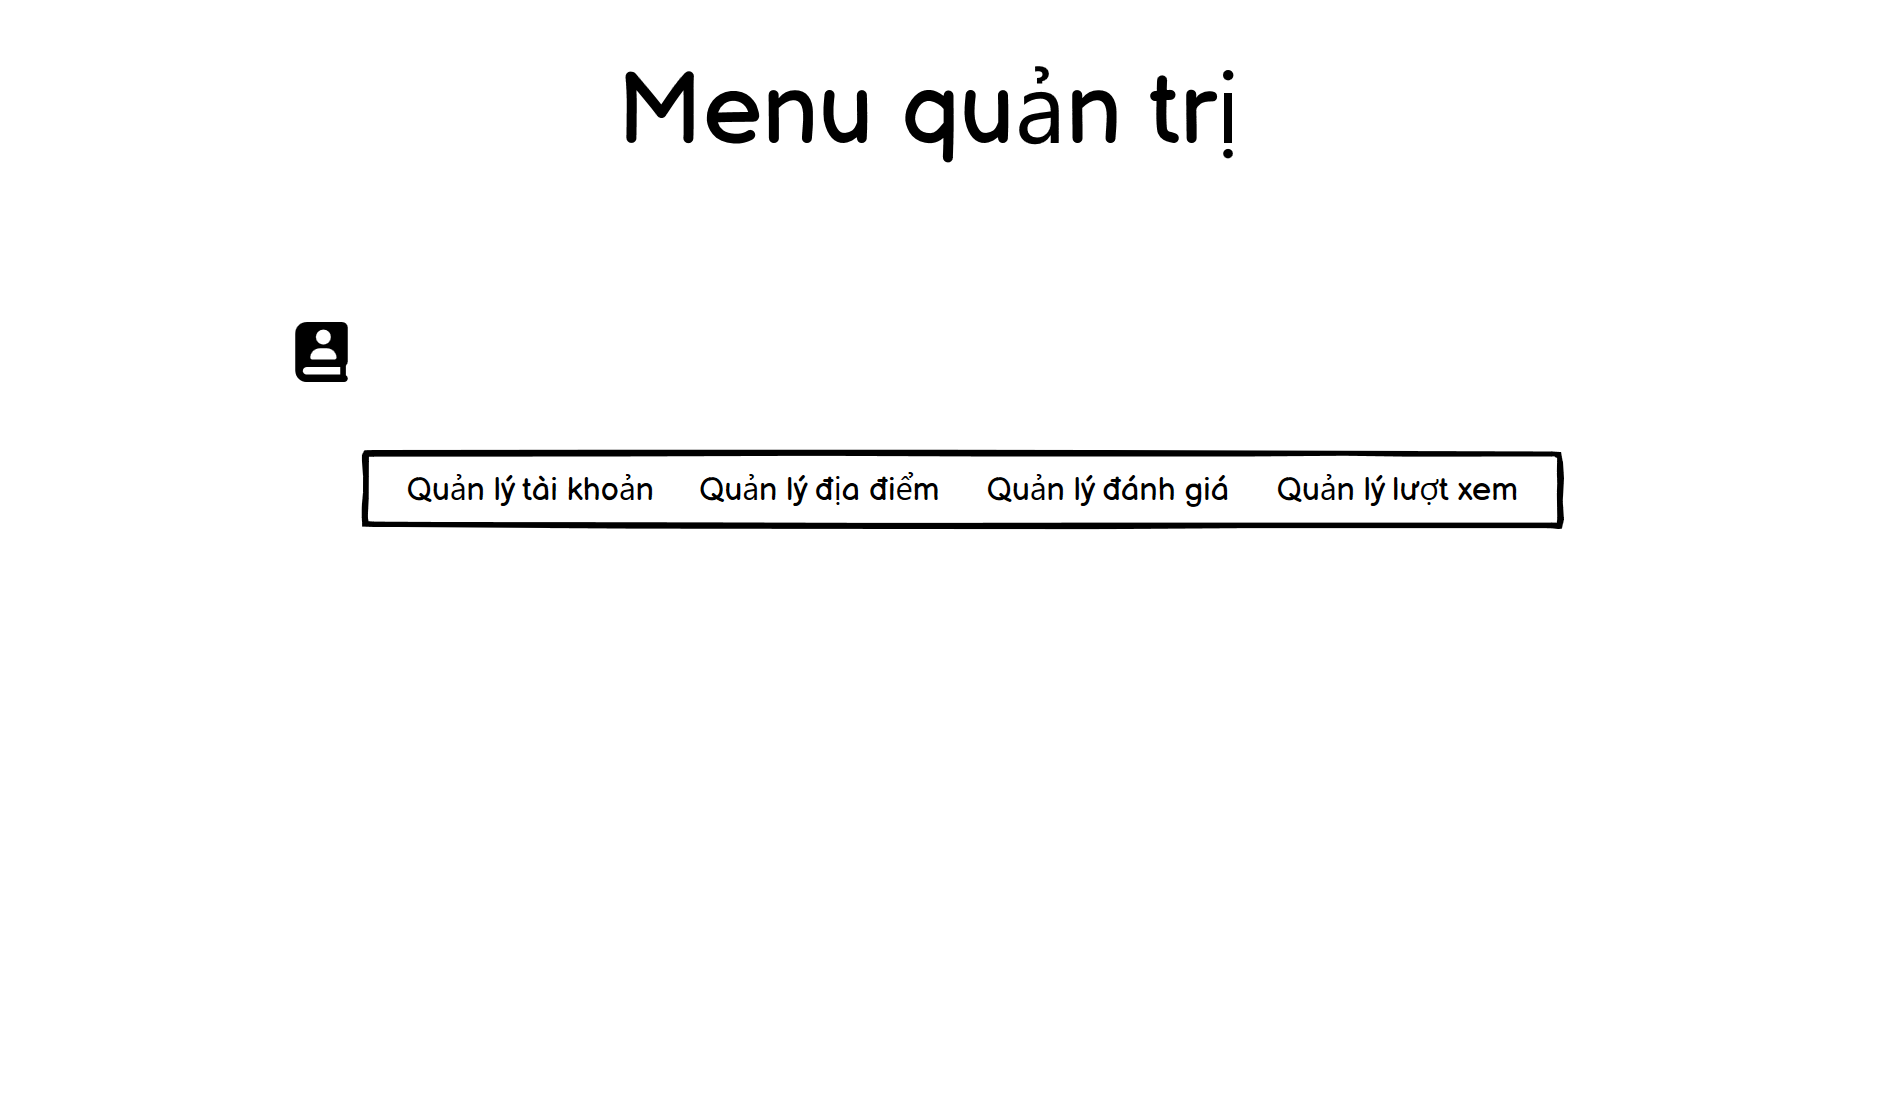 Menu quản trị
Quản lý tài khoản Quản lý địa điểm Quản lý đánh giá Quản lý lượt xem